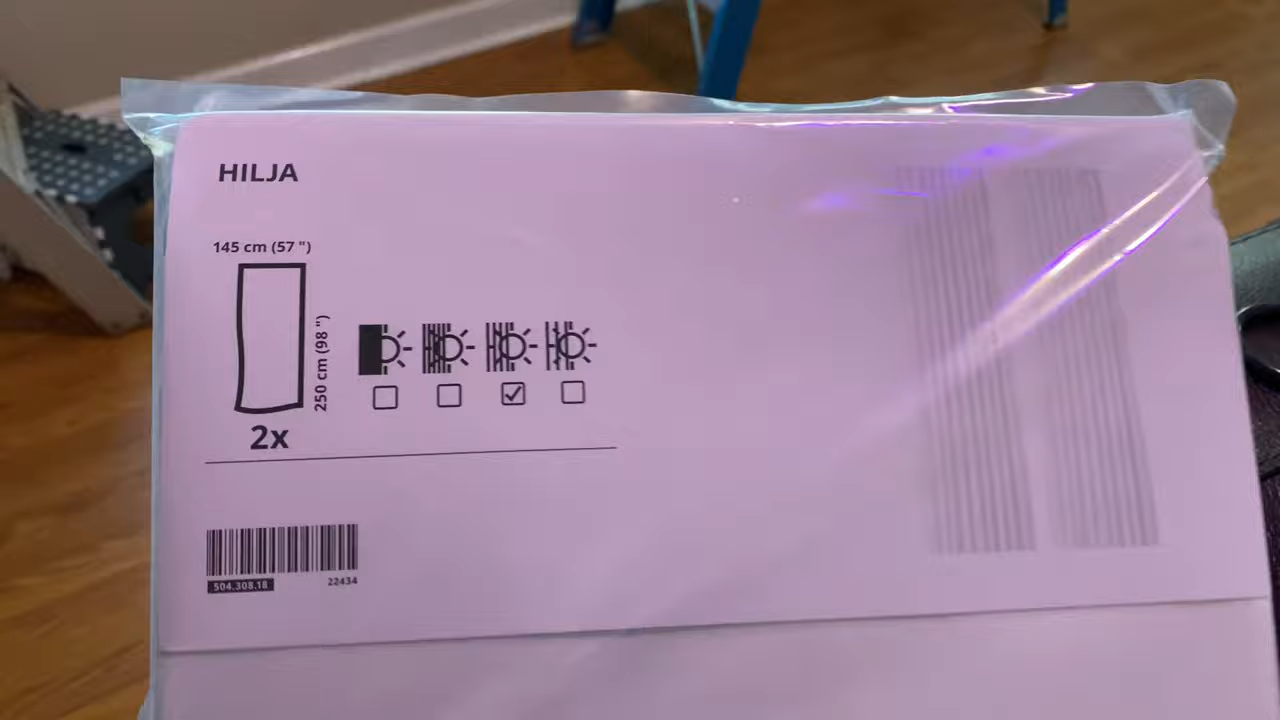 HILJA
145 cm (57 ")
250 cm (98 ")
2x
504.308.18
22434